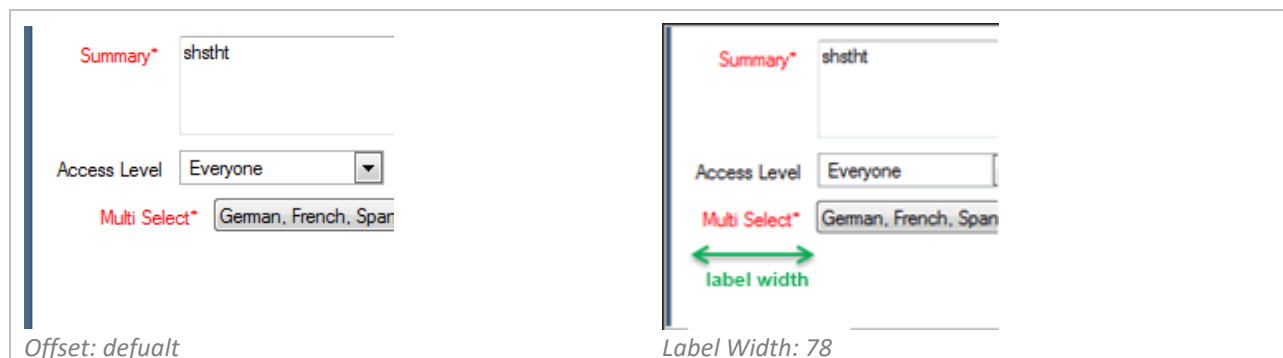 Summary* shstht
Access Level Everyone
Multi Select* German, French, Span
Offset: defualt
Summary* shstht
Access Level Everyone
Multi Select* German, French, Span
label width
Label Width: 78